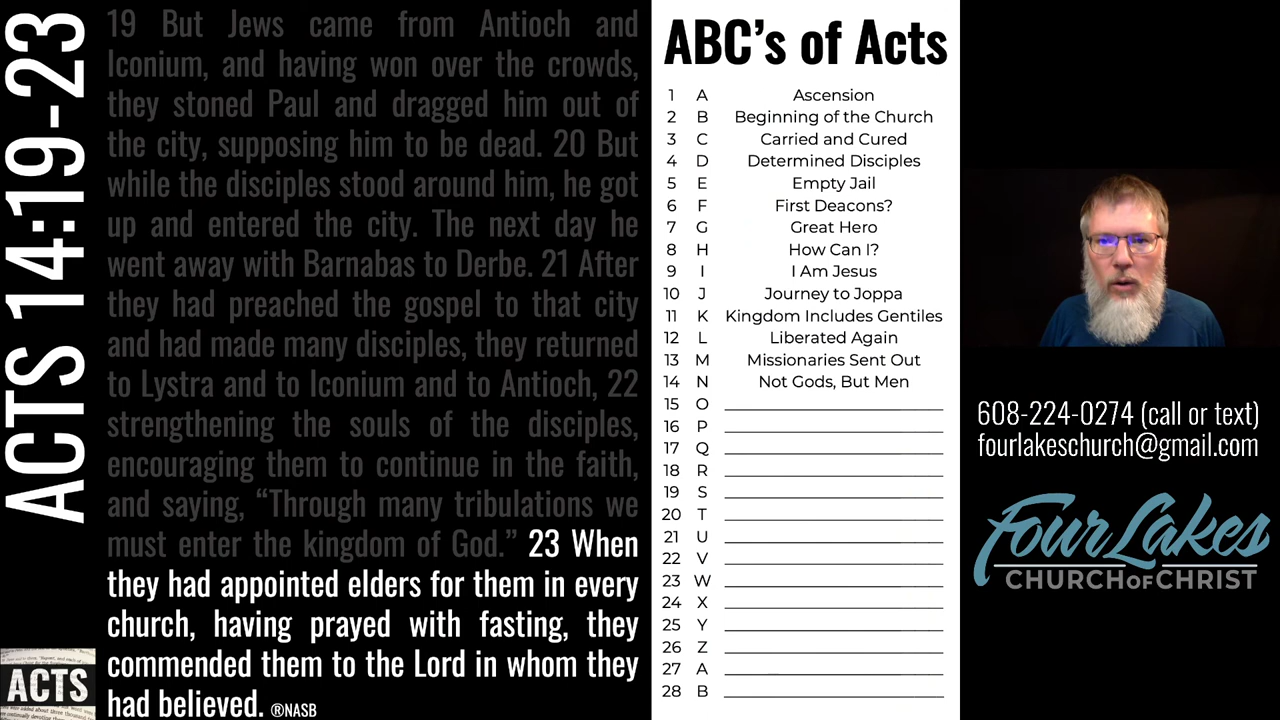 ACTS 14:19-23
19 But Jews came from Antioch and
Iconium, and having won over the crowds,
they stoned Paul and dragged him out of
the city, supposing him to be dead. 20 But
while the disciples stood around him, he got
up and entered the city. The next day he
went away with Barnabas to Derbe. 21 After
they had preached the gospel to that city
and had made many disciples, they returned
to Lystra and to Iconium and to Antioch, 22
strengthening the souls of the disciples,
encouraging them to continue in the faith,
and saying, “Through many tribulations we
must enter the kingdom of God.” 23 When
they had appointed elders for them in every
church, having prayed with fasting, they
commended them to the Lord in whom they
had believed. ®NASB
ACTS
ABC’s of Acts
1 A Ascension
2 B Beginning of the Church
3 C Carried and Cured
4 D Determined Disciples
5 E Empty Jail
6 F First Deacons?
7 G Great Hero
8 H How Can I?
9 I I Am Jesus
10 J Journey to Joppa
11 K Kingdom Includes Gentiles
12 L Liberated Again
13 M Missionaries Sent Out
14 N Not Gods, But Men
15 O
16 P
17 Q
18 R
19 S
20 T
21 U
22 V
23 W
24 X
25 Y
26 Z
27 A
28 B
608-224-0274 (call or text)
fourlakeschurch@gmail.com
Four Lakes
CHURCH OF CHRIST